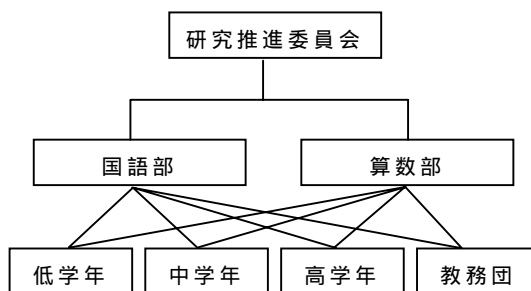 研究推進委員会
国語部 算数部
低学年 中学年 高学年 教務団